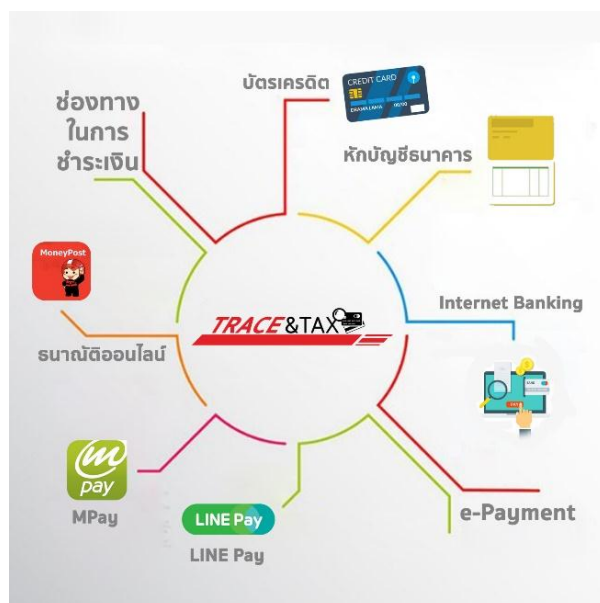 ช่องทาง
ในการ
ชำระเงิน
บัตรเครดิต
CREDIT CARD
หักบัญชีธนาคาร
MoneyPost
TRACE&TAX
Internet Banking
ธนาณัติออนไลน์
m
pay
MPay
LINE Pay
LINE Pay
e-Payment